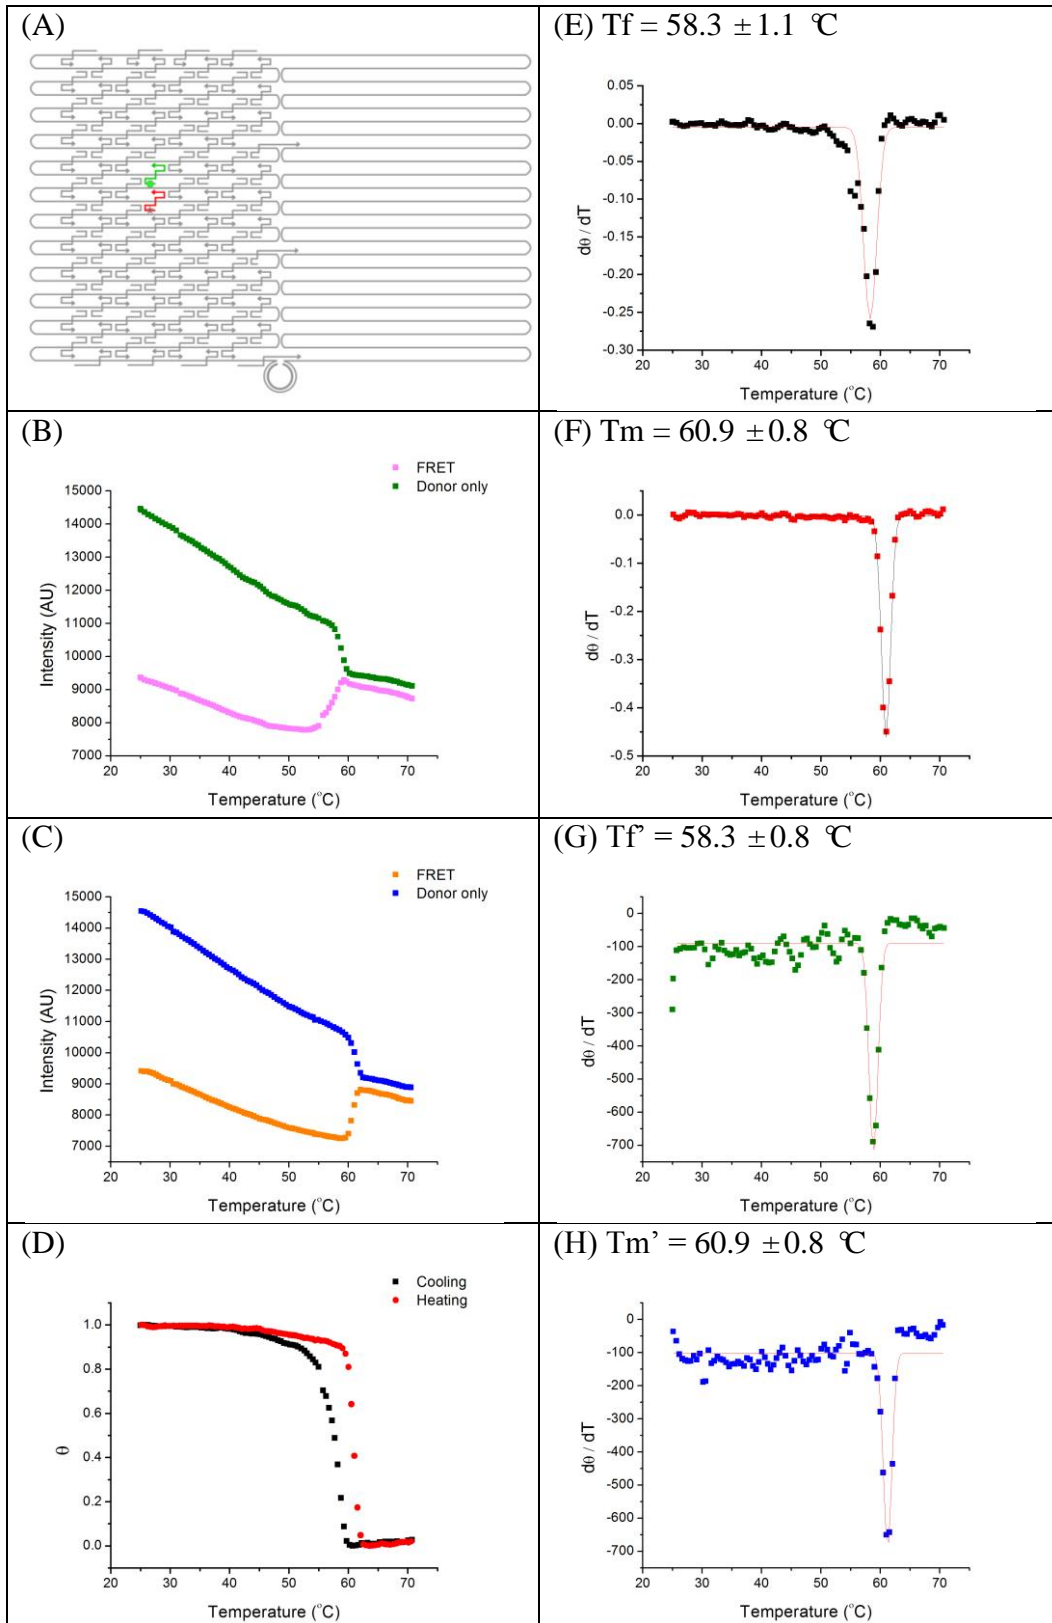 (A)
(E) Tf = 58.3 ± 1.1 °C
0.05
0.00
-0.05
-0.10
-0.15
-0.20
-0.25
-0.30
dθ / dT
20 30 40 50 60 70
Temperature (°C)
(B)
FRET
Donor only
15000
14000
13000
12000
11000
10000
9000
8000
7000
Intensity (AU)
20 30 40 50 60 70
Temperature (°C)
(F) Tm = 60.9 ± 0.8 °C
0.0
-0.1
-0.2
-0.3
-0.4
-0.5
dθ / dT
20 30 40 50 60 70
Temperature (°C)
(C)
FRET
Donor only
15000
14000
13000
12000
11000
10000
9000
8000
7000
Intensity (AU)
20 30 40 50 60 70
Temperature (°C)
(G) Tf’ = 58.3 ± 0.8 °C
0
-100
-200
-300
-400
-500
-600
-700
dθ / dT
20 30 40 50 60 70
Temperature (°C)
(D)
Cooling
Heating
1.0
0.8
0.6
0.4
0.2
0.0
θ
20 30 40 50 60 70
Temperature (°C)
(H) Tm’ = 60.9 ± 0.8 °C
0
-100
-200
-300
-400
-500
-600
-700
dθ / dT
20 30 40 50 60 70
Temperature (°C)